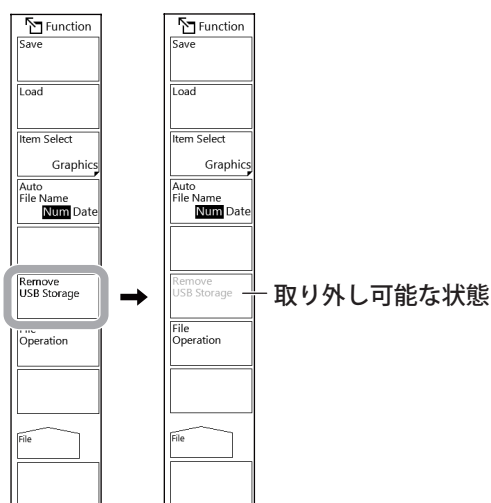 Function
Save
Load
Item Select
Graphics
Auto
File Name
Num Date
Remove
USB Storage
File
Operation
File
Function
Save
Load
Item Select
Graphics
Auto
File Name
Num Date
Remove
USB Storage
取り外し可能な状態
File
Operation
File